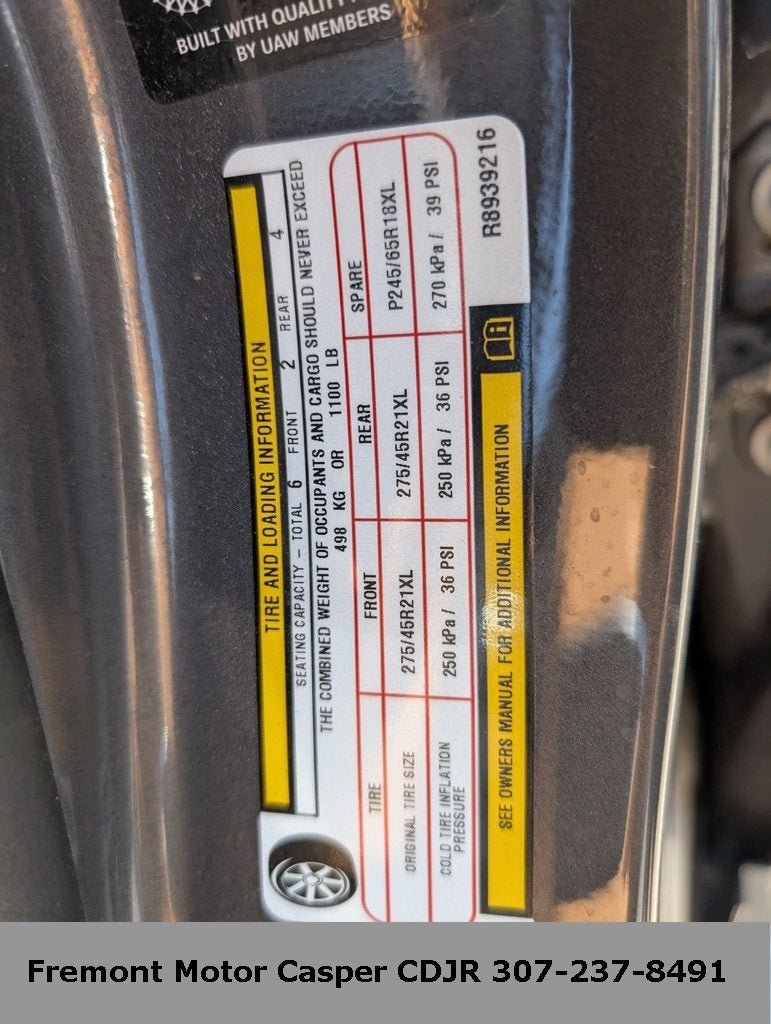 BUILT WITH QUALITY
BY UAW MEMBERS
TIRE AND LOADING INFORMATION
SEATING CAPACITY – TOTAL 6 FRONT 2 REAR 4
THE COMBINED WEIGHT OF OCCUPANTS AND CARGO SHOULD NEVER EXCEED
498 KG OR 1100 LB
TIRE FRONT REAR SPARE
ORIGINAL TIRE SIZE 275/45R21XL 275/45R21XL P245/65R18XL
COLD TIRE INFLATION
PRESSURE
250 kPa / 36 PSI 250 kPa / 36 PSI 270 kPa / 39 PSI
SEE OWNERS MANUAL FOR ADDITIONAL INFORMATION
R8939216
Fremont Motor Casper CDJR 307-237-8491